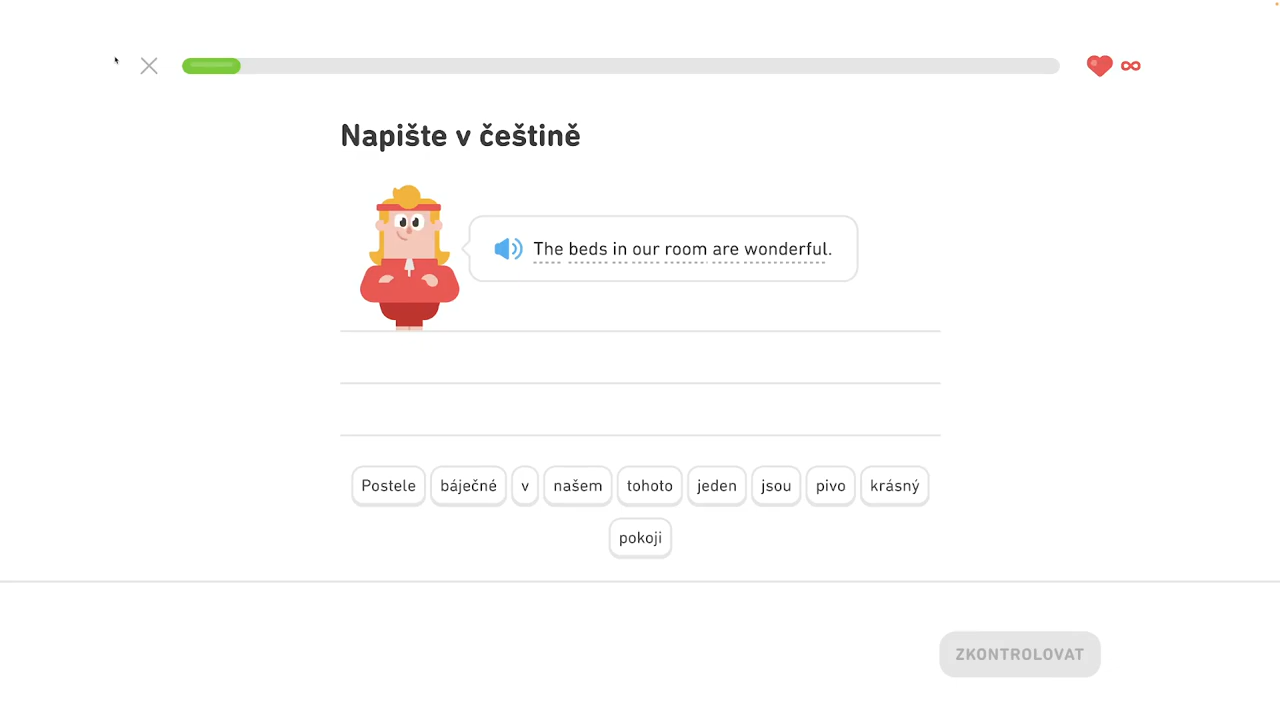 Napište v češtině
The beds in our room are wonderful.
Postele báječné v našem tohoto jeden jsou pivo krásný
pokoji
ZKONTROLOVAT